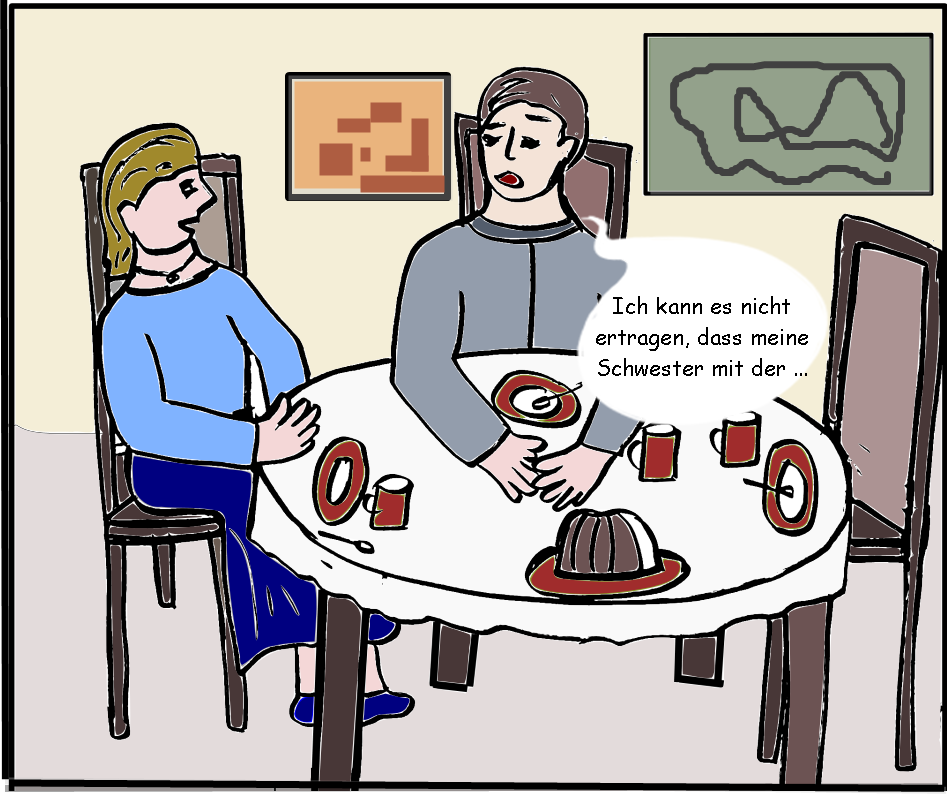 Ich kann es nicht
ertragen, dass meine
Schwester mit der ...